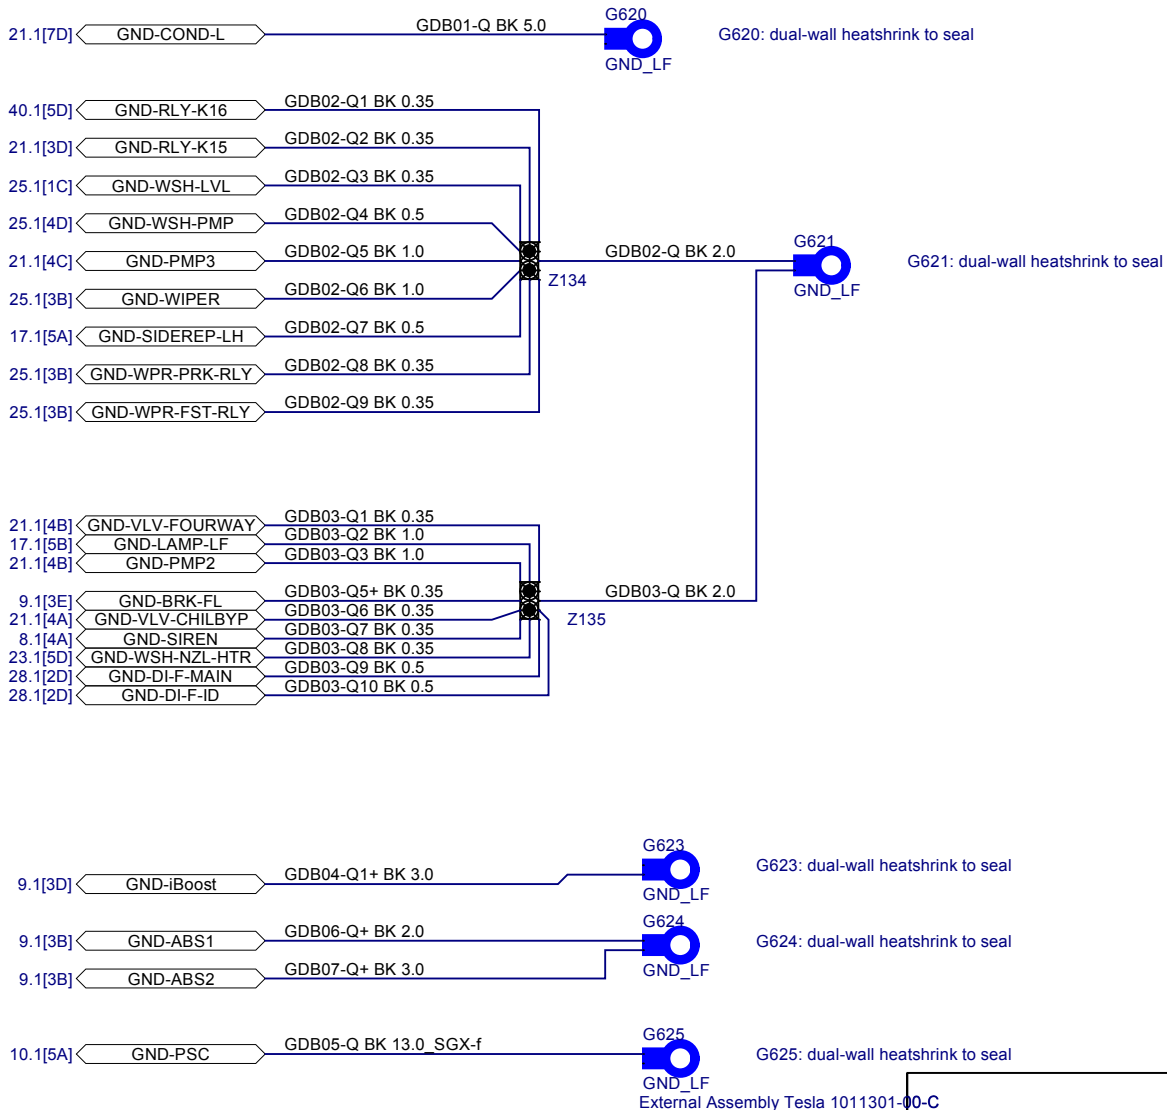 G620
21.1[7D] GND-COND-L GDB01-Q BK 5.0 G620: dual-wall heatshrink to seal
GND_LF
40.1[5D] GND-RLY-K16 GDB02-Q1 BK 0.35
21.1[3D] GND-RLY-K15 GDB02-Q2 BK 0.35
25.1[1C] GND-WSH-LVL GDB02-Q3 BK 0.35
25.1[4D] GND-WSH-PMP GDB02-Q4 BK 0.5
G621
21.1[4C] GND-PMP3 GDB02-Q5 BK 1.0 GDB02-Q BK 2.0 G621: dual-wall heatshrink to seal
Z134
GND_LF
25.1[3B] GND-WIPER GDB02-Q6 BK 1.0
17.1[5A] GND-SIDEREP-LH GDB02-Q7 BK 0.5
25.1[3B] GND-WPR-PRK-RLY GDB02-Q8 BK 0.35
25.1[3B] GND-WPR-FST-RLY GDB02-Q9 BK 0.35
21.1[4B] GND-VLV-FOURWAY GDB03-Q1 BK 0.35
17.1[5B] GND-LAMP-LF GDB03-Q2 BK 1.0
21.1[4B] GND-PMP2 GDB03-Q3 BK 1.0
9.1[3E] GND-BRK-FL GDB03-Q5+ BK 0.35 GDB03-Q BK 2.0
21.1[4A] GND-VLV-CHILBYP GDB03-Q6 BK 0.35 Z135
8.1[4A] GND-SIREN GDB03-Q7 BK 0.35
23.1[5D] GND-WSH-NZL-HTR GDB03-Q8 BK 0.35
28.1[2D] GND-DI-F-MAIN GDB03-Q9 BK 0.5
28.1[2D] GND-DI-F-ID GDB03-Q10 BK 0.5
G623
9.1[3D] GND-iBoost GDB04-Q1+ BK 3.0 G623: dual-wall heatshrink to seal
GND_LF
G624
9.1[3B] GND-ABS1 GDB06-Q+ BK 2.0 G624: dual-wall heatshrink to seal
GND_LF
9.1[3B] GND-ABS2 GDB07-Q+ BK 3.0
G625
10.1[5A] GND-PSC GDB05-Q BK 13.0_SGX-f G625: dual-wall heatshrink to seal
GND_LF
External Assembly Tesla 1011301-00-C